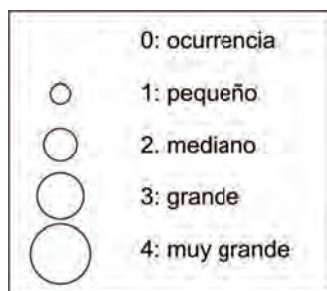 0: ocurrencia
1: pequeño
2. mediano
3: grande
4: muy grande